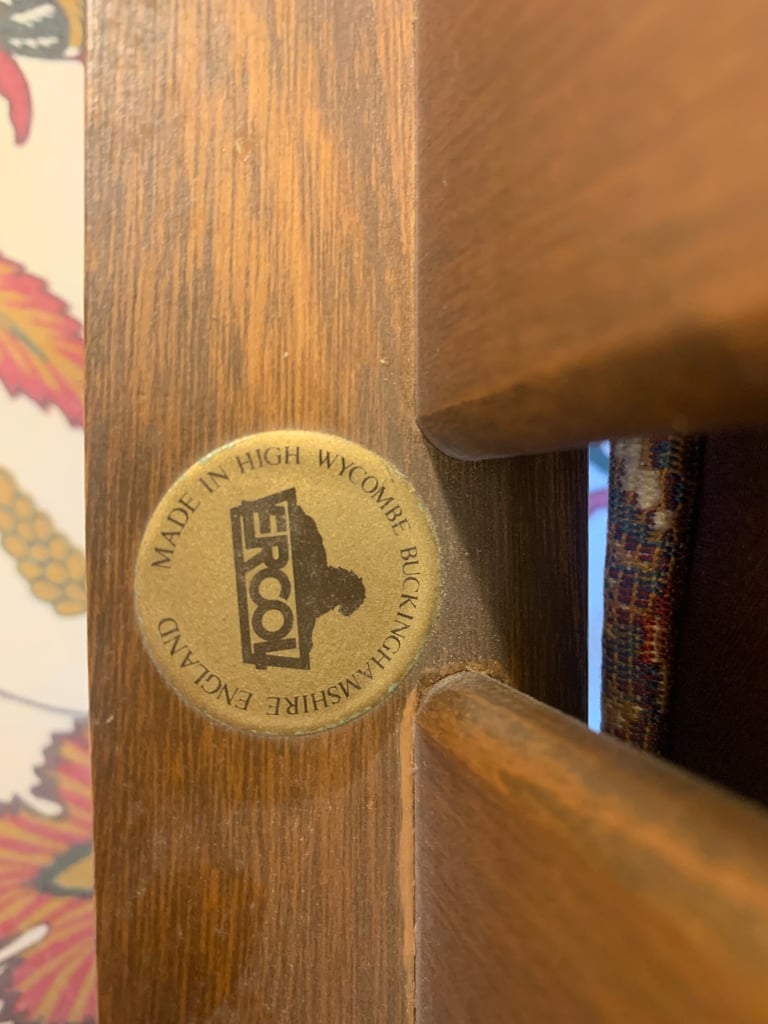 MADE IN HIGH WYCOMBE BUCKINGHAMSHIRE ENGLAND
ERCOL